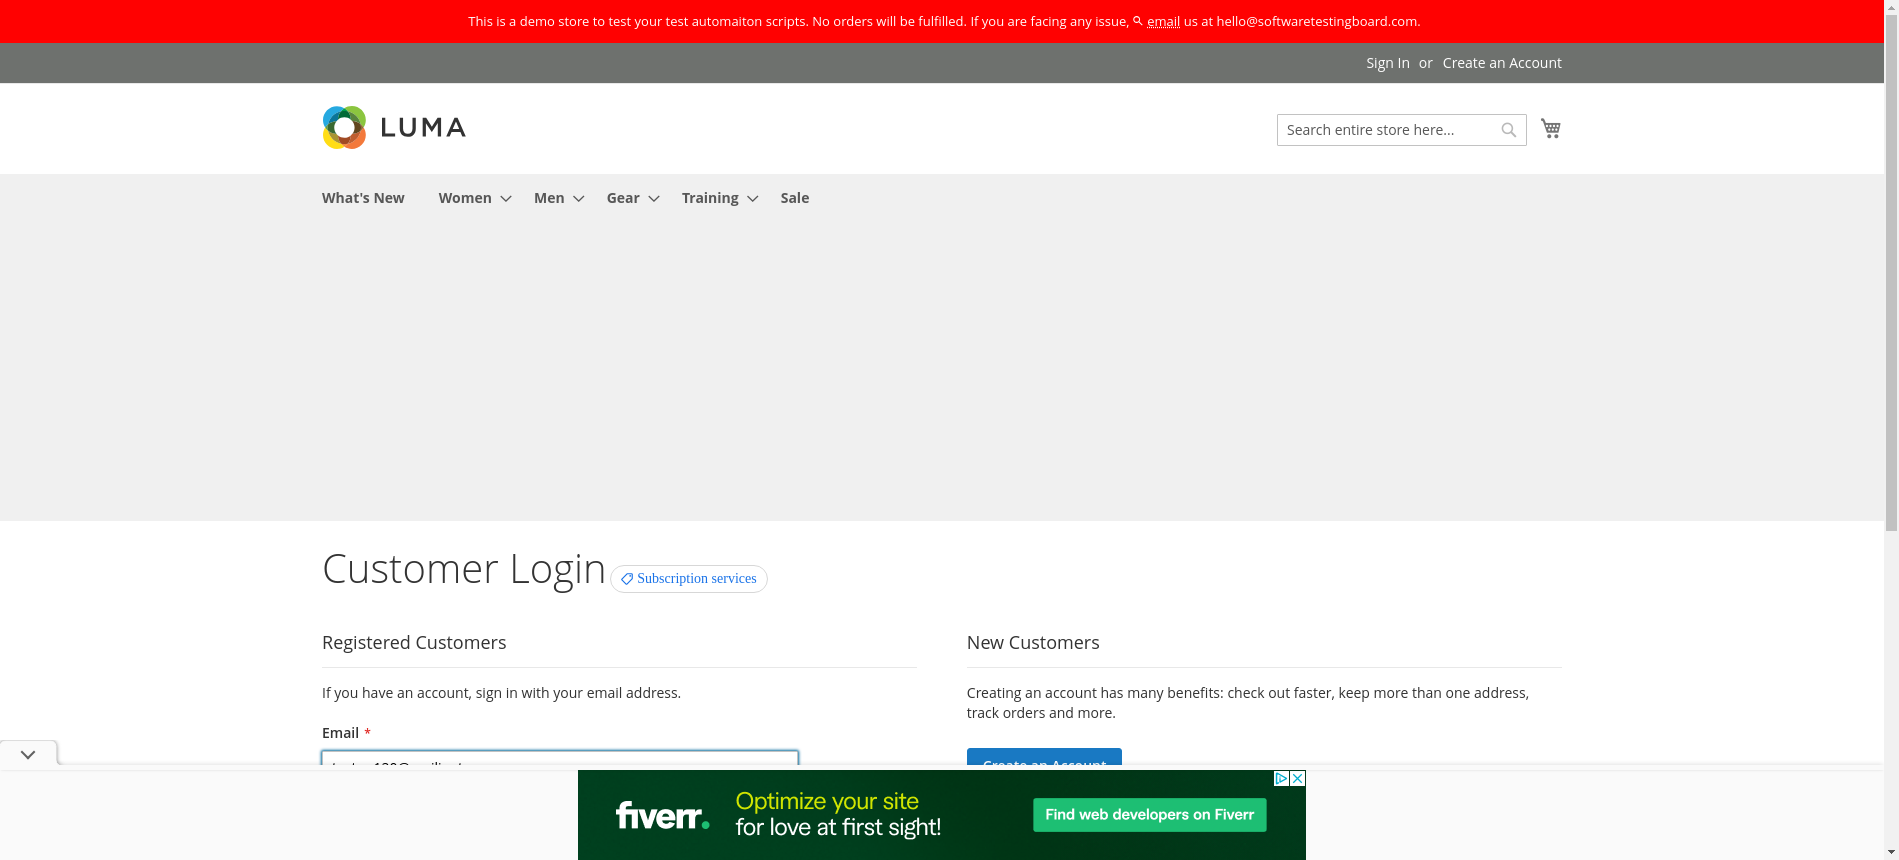 This is a demo store to test your test automaiton scripts. No orders will be fulfilled. If you are facing any issue, email us at hello@softwaretestingboard.com.
Sign In or Create an Account
LUMA
Search entire store here...
What's New Women Men Gear Training Sale
Customer Login
Subscription services
Registered Customers
If you have an account, sign in with your email address.
Email *
New Customers
Creating an account has many benefits: check out faster, keep more than one address,
track orders and more.
Create an Account
fiverr.
Optimize your site
for love at first sight!
Find web developers on Fiverr